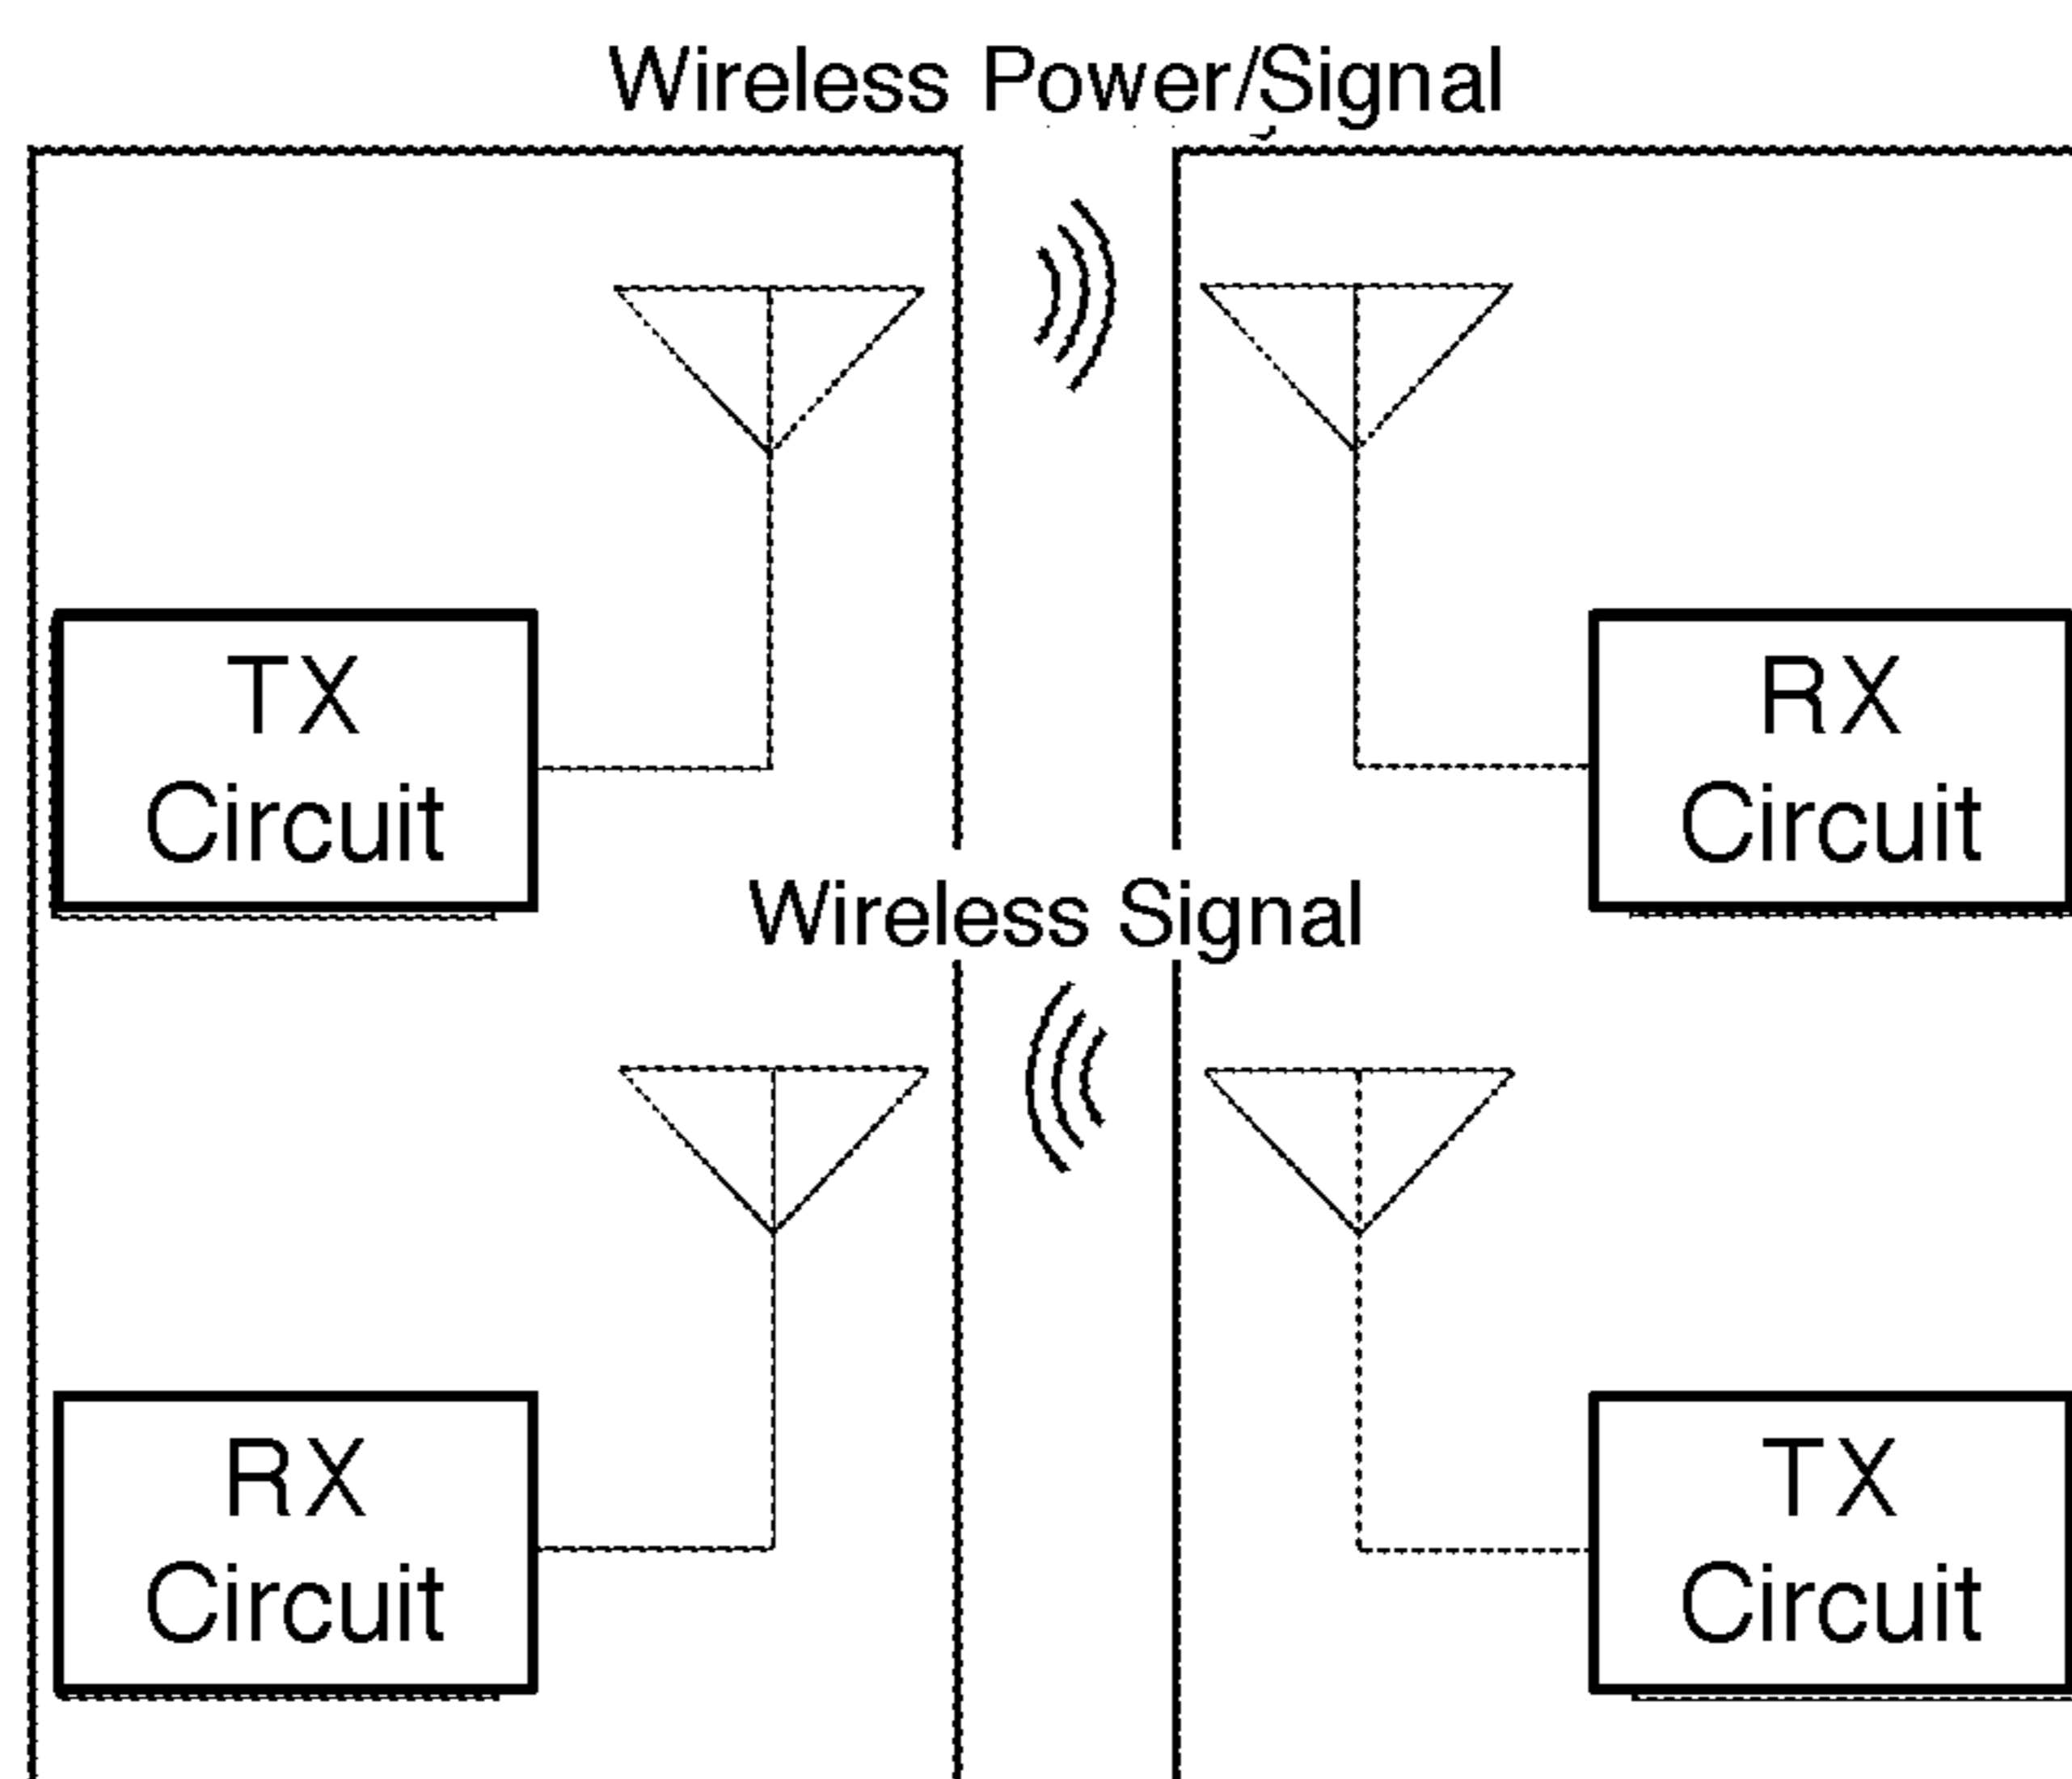 Wireless Power/Signal
TX
Circuit
RX
Circuit
Wireless Signal
RX
Circuit
TX
Circuit